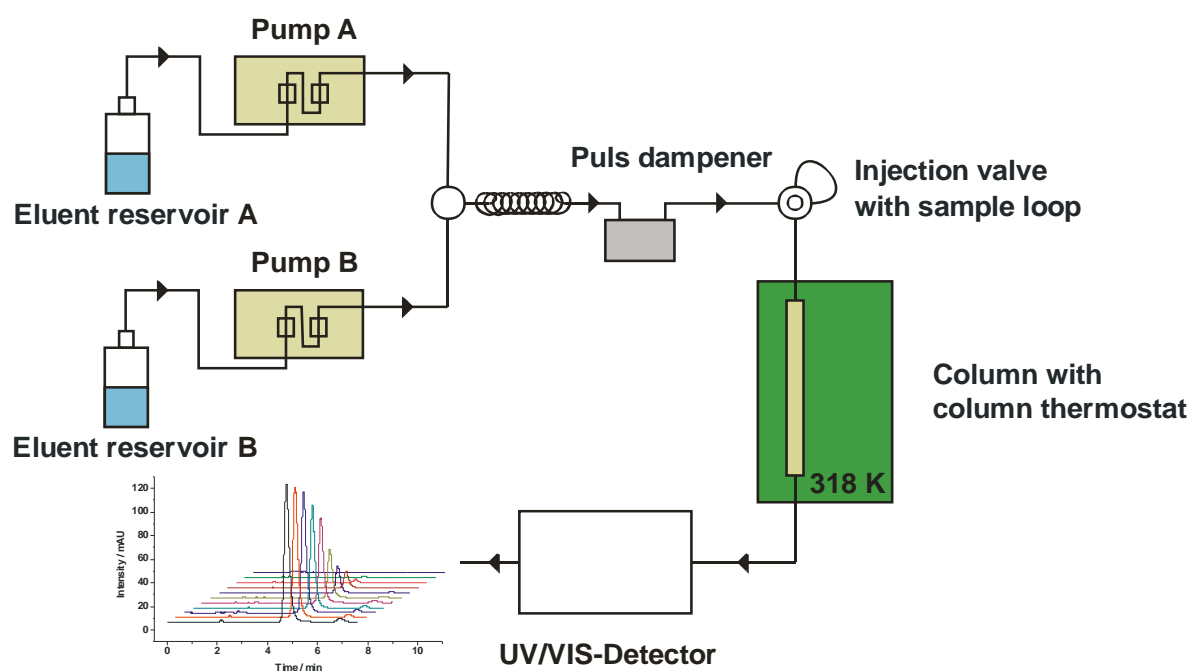 Pump A
Puls dampener
Injection valve
with sample loop
Eluent reservoir A
Pump B
Column with
column thermostat
Eluent reservoir B
318 K
120
100
80
60
40
20
0
Intensity / mAU
0 2 4 6 8 10
Time / min
UV/VIS-Detector